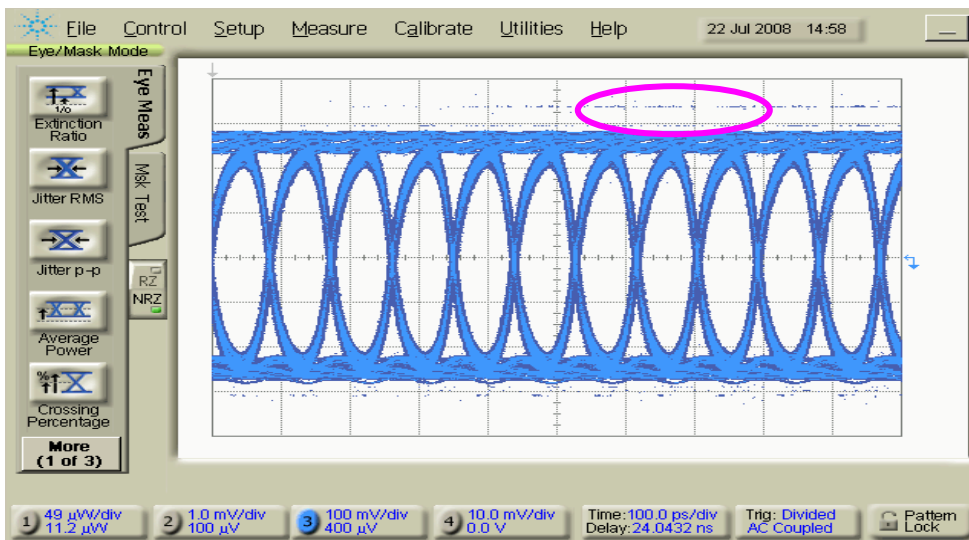 File Control Setup Measure Calibrate Utilities Help 22 Jul 2008 14:58
Eye/Mask Mode
Eye Meas
Msk Test
1/0
Extinction
Ratio
Jitter RMS
Jitter p-p
RZ
NRZ
Average
Power
%
Crossing
Percentage
More
(1 of 3)
1) 49 µW/div
11.2 µW
2) 1.0 mV/div
100 µV
3) 100 mV/div
400 µV
4) 10.0 mV/div
0.0 V
Time:100.0 ps/div
Delay:24.0432 ns
Trig: Divided
AC Coupled
Pattern
Lock